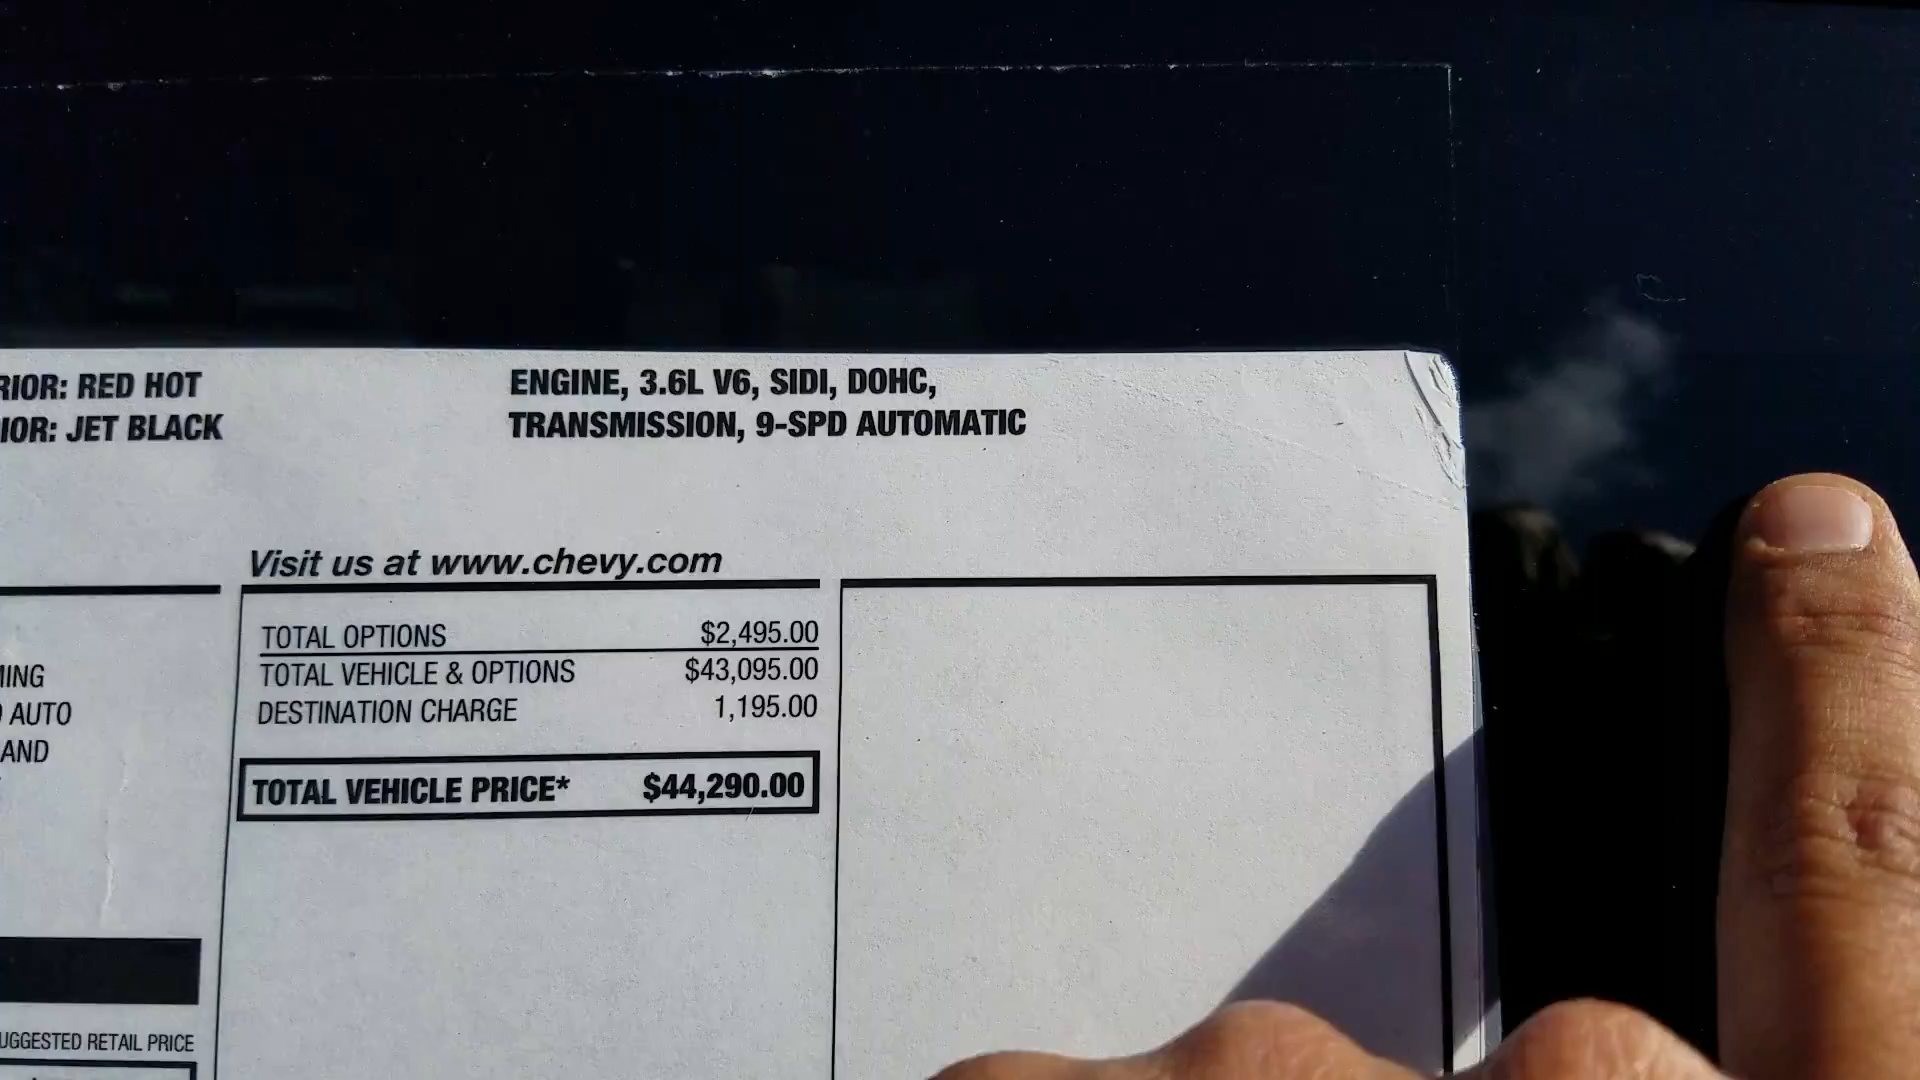 RIOR: RED HOT
IOR: JET BLACK
ENGINE, 3.6L V6, SIDI, DOHC,
TRANSMISSION, 9-SPD AUTOMATIC
Visit us at www.chevy.com
ING
AUTO
AND
TOTAL OPTIONS $2,495.00
TOTAL VEHICLE & OPTIONS $43,095.00
DESTINATION CHARGE 1,195.00
TOTAL VEHICLE PRICE* $44,290.00
UGGESTED RETAIL PRICE